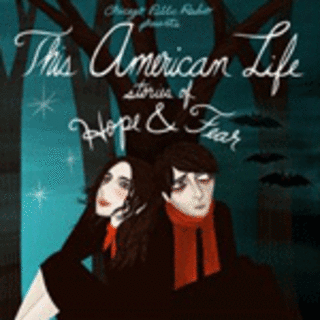 Chicago Public Radio
presents
This American Life
stories of
Hope & Fear